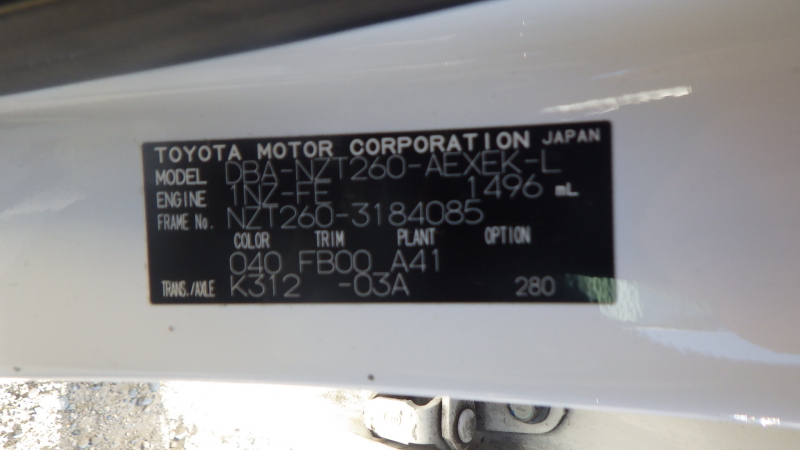 TOYOTA MOTOR CORPORATION JAPAN
MODEL DBA-NZT260-AEXEK-L
ENGINE 1NZ-FE 1496 mL
FRAME No. NZT260-3184085
COLOR TRIM PLANT OPTION
040 FB00 A41
TRANS./AXLE K312 -03A 280